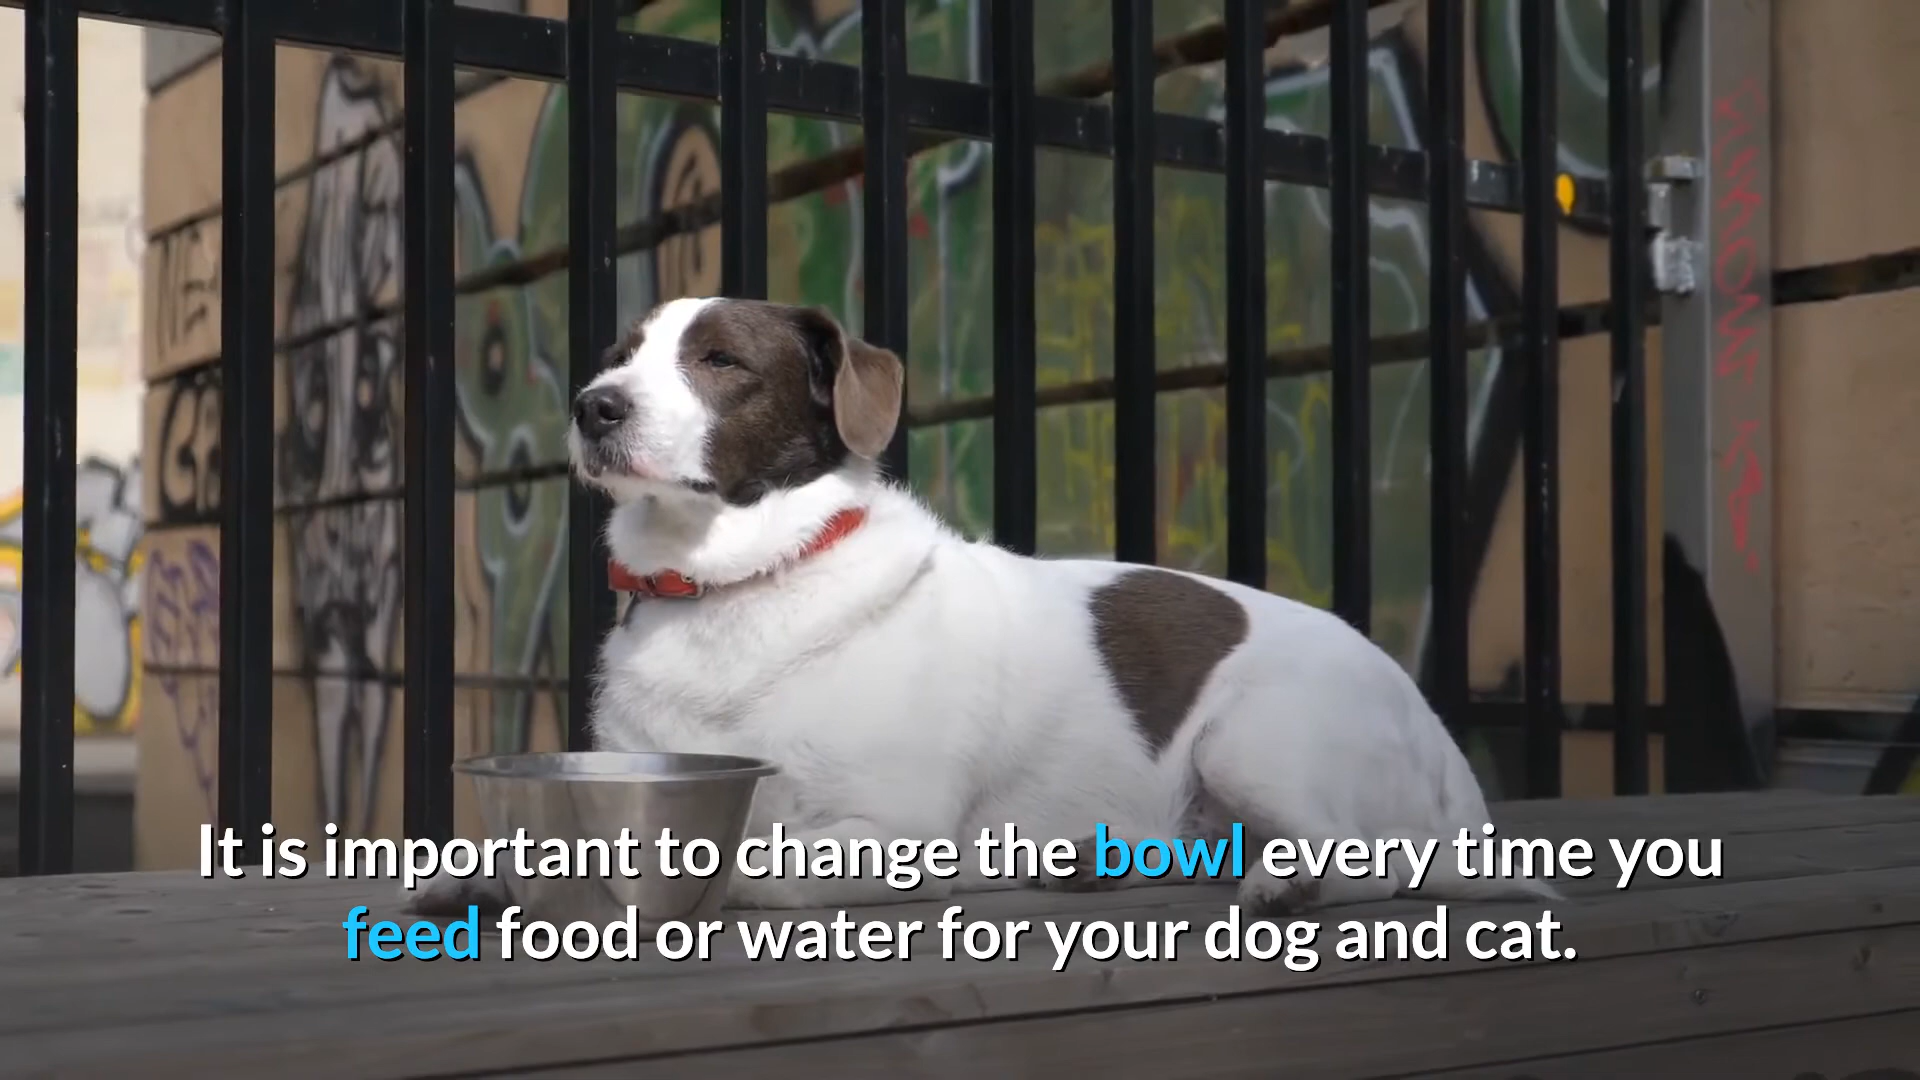 It is important to change the bowl every time you
feed food or water for your dog and cat.